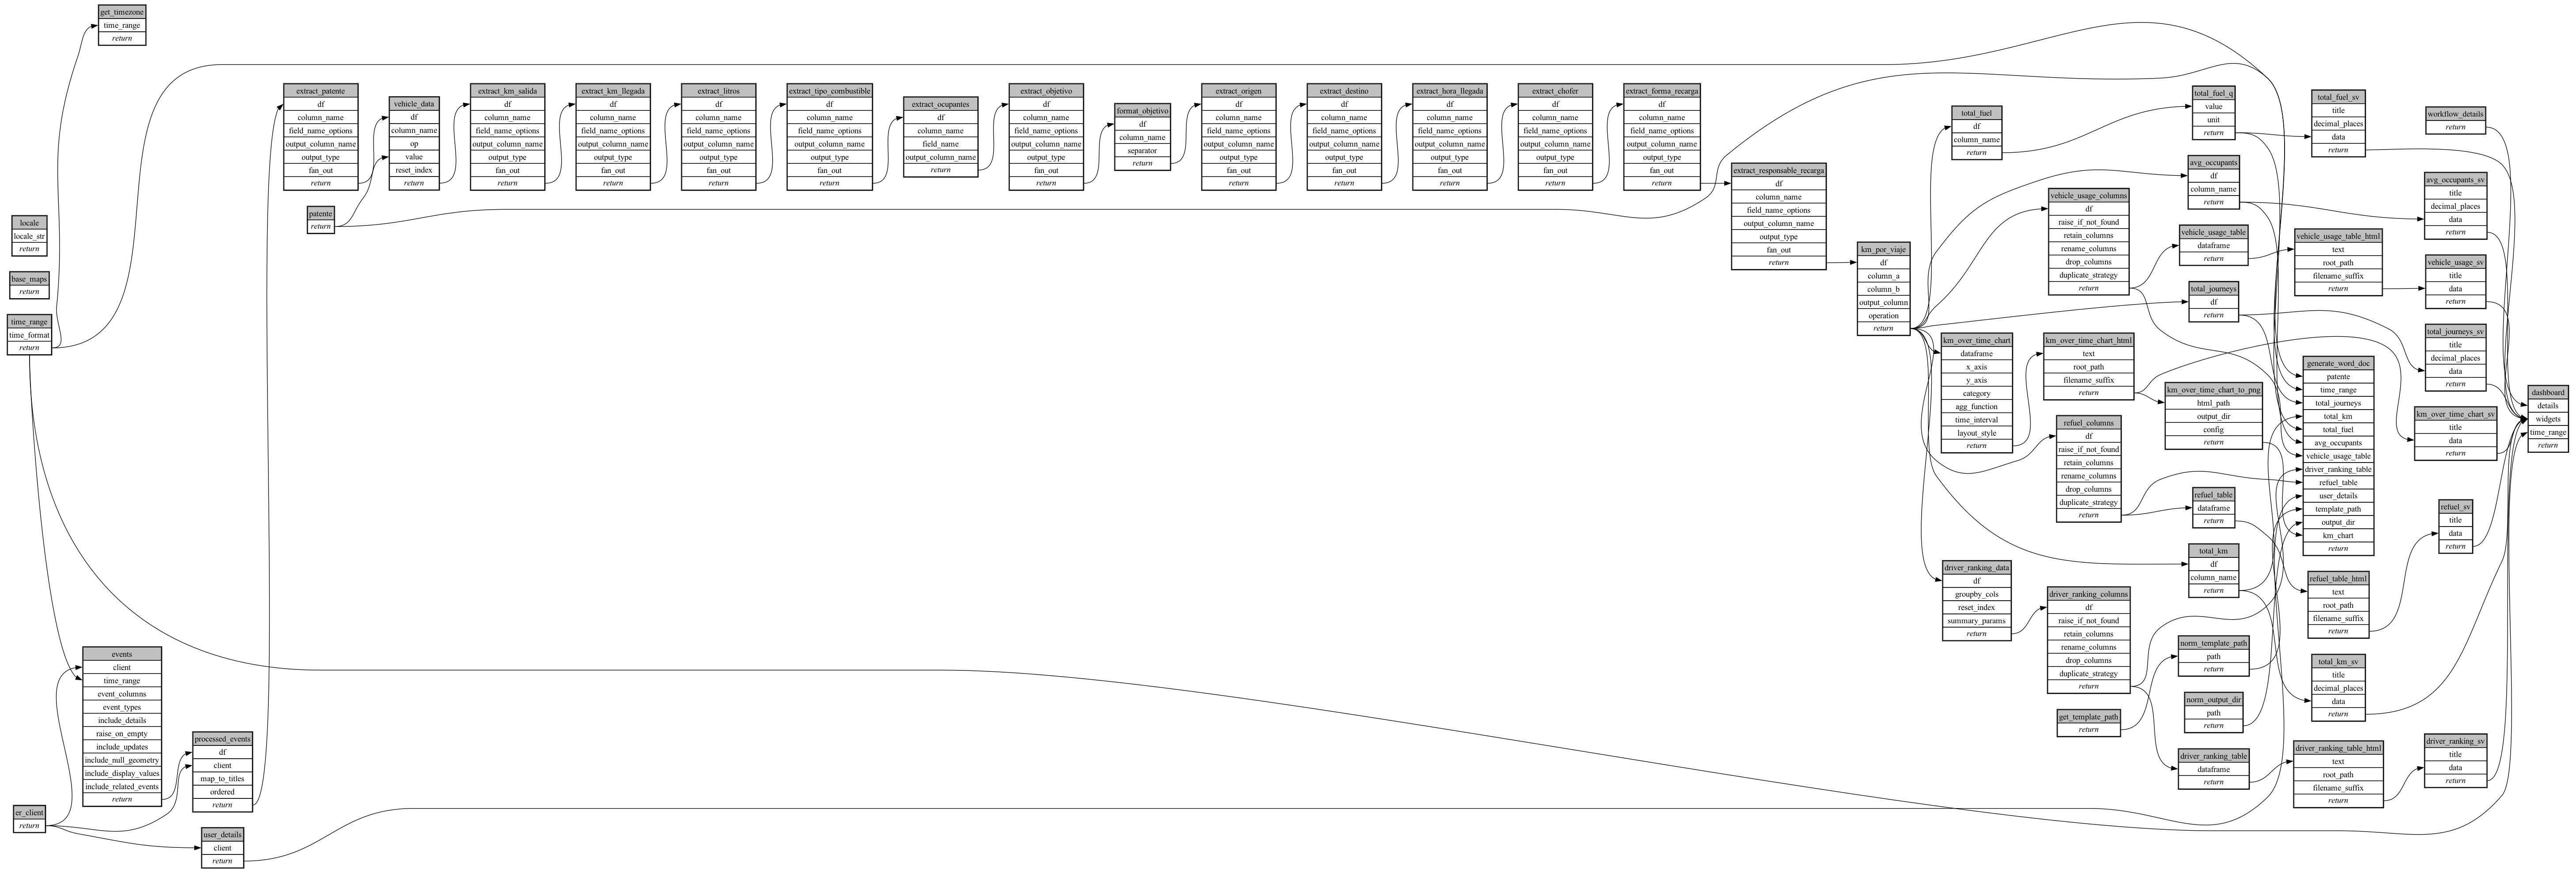 get_timezone
time_range
return
locale
locale_str
return
base_maps
return
time_range
time_format
return
events
client
time_range
event_columns
event_types
include_details
raise_on_empty
include_updates
include_null_geometry
include_display_values
include_related_events
return
er_client
return
processed_events
df
client
map_to_titles
ordered
return
user_details
client
return
extract_patente
df
column_name
field_name_options
output_column_name
output_type
fan_out
return
patente
return
vehicle_data
df
column_name
op
value
reset_index
return
extract_km_salida
df
column_name
field_name_options
output_column_name
output_type
fan_out
return
extract_km_llegada
df
column_name
field_name_options
output_column_name
output_type
fan_out
return
extract_litros
df
column_name
field_name_options
output_column_name
output_type
fan_out
return
extract_tipo_combustible
df
column_name
field_name_options
output_column_name
output_type
fan_out
return
extract_ocupantes
df
column_name
field_name
output_column_name
return
extract_objetivo
df
column_name
field_name_options
output_column_name
output_type
fan_out
return
format_objetivo
df
column_name
separator
return
extract_origen
df
column_name
field_name_options
output_column_name
output_type
fan_out
return
extract_destino
df
column_name
field_name_options
output_column_name
output_type
fan_out
return
extract_hora_llegada
df
column_name
field_name_options
output_column_name
output_type
fan_out
return
extract_chofer
df
column_name
field_name_options
output_column_name
output_type
fan_out
return
extract_forma_recarga
df
column_name
field_name_options
output_column_name
output_type
fan_out
return
extract_responsable_recarga
df
column_name
field_name_options
output_column_name
output_type
fan_out
return
km_por_viaje
df
column_a
column_b
output_column
operation
return
total_fuel
df
column_name
return
km_over_time_chart
dataframe
x_axis
y_axis
category
agg_function
time_interval
layout_style
return
driver_ranking_data
df
groupby_cols
reset_index
summary_params
return
vehicle_usage_columns
df
raise_if_not_found
retain_columns
rename_columns
drop_columns
duplicate_strategy
return
km_over_time_chart_html
text
root_path
filename_suffix
return
refuel_columns
df
raise_if_not_found
retain_columns
rename_columns
drop_columns
duplicate_strategy
return
driver_ranking_columns
df
raise_if_not_found
retain_columns
rename_columns
drop_columns
duplicate_strategy
return
get_template_path
return
total_fuel_q
value
unit
return
avg_occupants
df
column_name
return
vehicle_usage_table
dataframe
return
total_journeys
df
return
km_over_time_chart_to_png
html_path
output_dir
config
return
refuel_table
dataframe
return
total_km
df
column_name
return
norm_template_path
path
return
norm_output_dir
path
return
driver_ranking_table
dataframe
return
total_fuel_sv
title
decimal_places
data
return
vehicle_usage_table_html
text
root_path
filename_suffix
return
generate_word_doc
patente
time_range
total_journeys
total_km
total_fuel
avg_occupants
vehicle_usage_table
driver_ranking_table
refuel_table
user_details
template_path
output_dir
km_chart
return
refuel_table_html
text
root_path
filename_suffix
return
total_km_sv
title
decimal_places
data
return
driver_ranking_table_html
text
root_path
filename_suffix
return
workflow_details
return
avg_occupants_sv
title
decimal_places
data
return
vehicle_usage_sv
title
data
return
total_journeys_sv
title
decimal_places
data
return
km_over_time_chart_sv
title
data
return
refuel_sv
title
data
return
driver_ranking_sv
title
data
return
dashboard
details
widgets
time_range
return